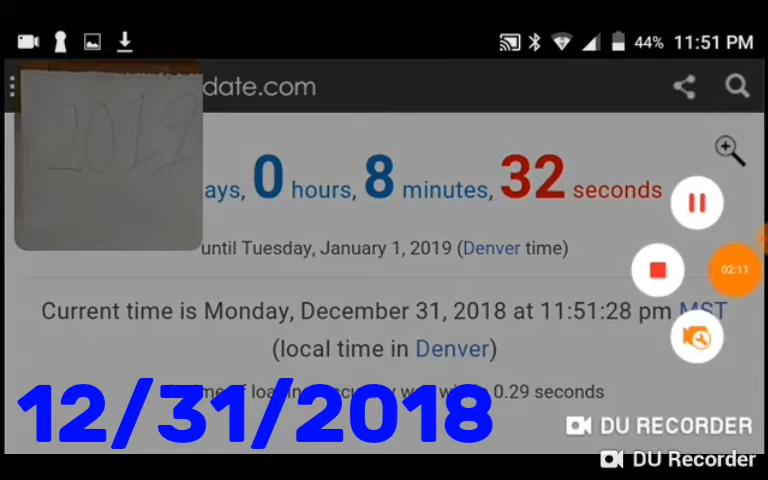 44% 11:51 PM
date.com
2019
ays, 0 hours, 8 minutes, 32 seconds
until Tuesday, January 1, 2019 (Denver time)
02:11
Current time is Monday, December 31, 2018 at 11:51:28 pm MST
(local time in Denver)
0.29 seconds
12/31/2018
DU RECORDER
DU Recorder